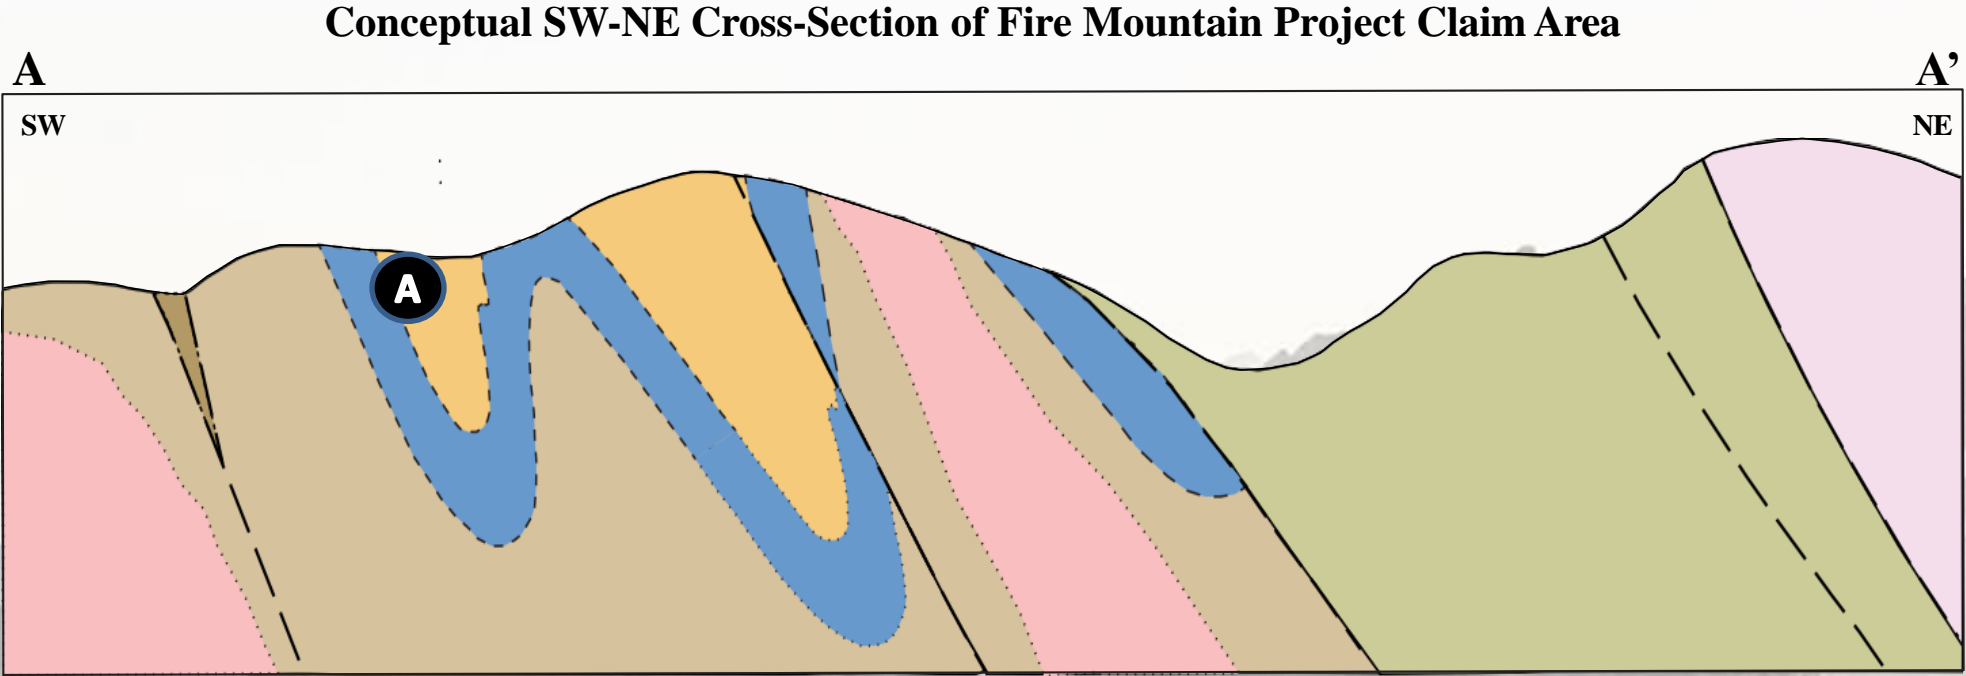 Conceptual SW-NE Cross-Section of Fire Mountain Project Claim Area
A A’
SW NE
A